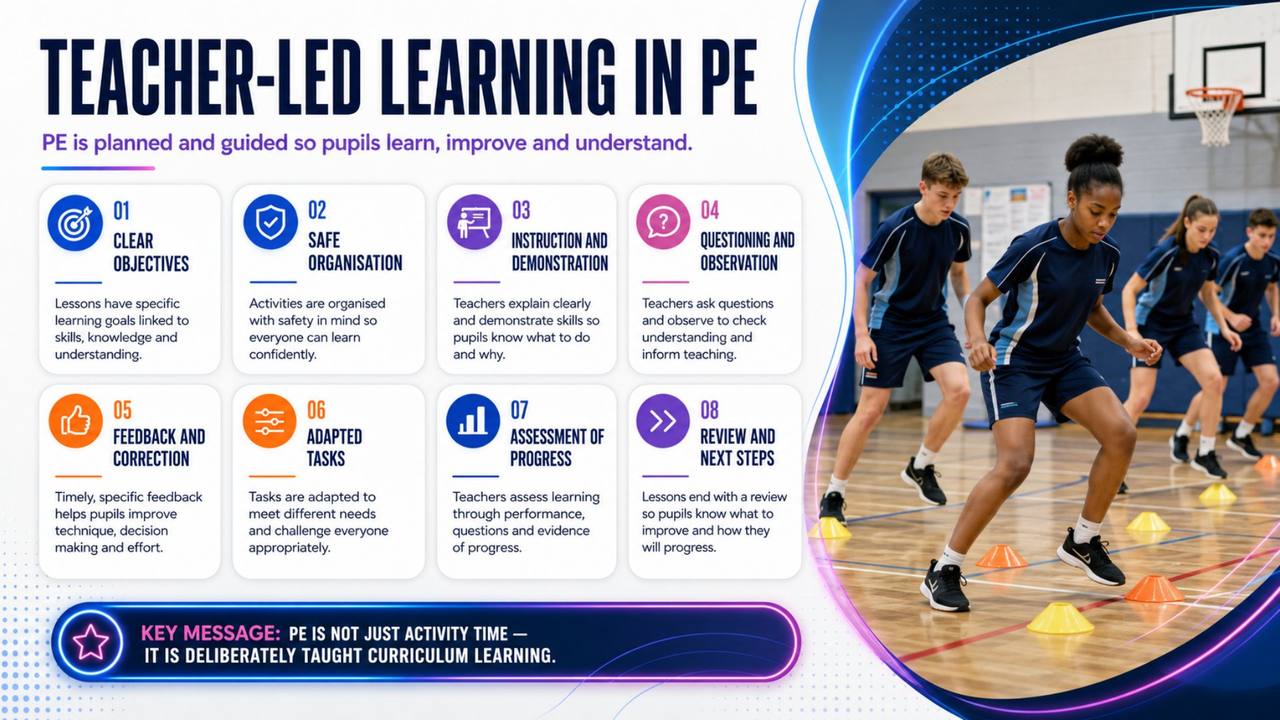 TEACHER-LED LEARNING IN PE
PE is planned and guided so pupils learn, improve and understand.
01
CLEAR
OBJECTIVES
Lessons have specific
learning goals linked to
skills, knowledge and
understanding.
02
SAFE
ORGANISATION
Activities are organised
with safety in mind so
everyone can learn
confidently.
03
INSTRUCTION AND
DEMONSTRATION
Teachers explain clearly
and demonstrate skills so
pupils know what to do
and why.
04
QUESTIONING AND
OBSERVATION
Teachers ask questions
and observe to check
understanding and
inform teaching.
05
FEEDBACK AND
CORRECTION
Timely, specific feedback
helps pupils improve
technique, decision
making and effort.
06
ADAPTED
TASKS
Tasks are adapted to
meet different needs
and challenge everyone
appropriately.
07
ASSESSMENT OF
PROGRESS
Teachers assess learning
through performance,
questions and evidence
of progress.
08
REVIEW AND
NEXT STEPS
Lessons end with a review
so pupils know what to
improve and how they
will progress.
KEY MESSAGE: PE IS NOT JUST ACTIVITY TIME —
IT IS DELIBERATELY TAUGHT CURRICULUM LEARNING.